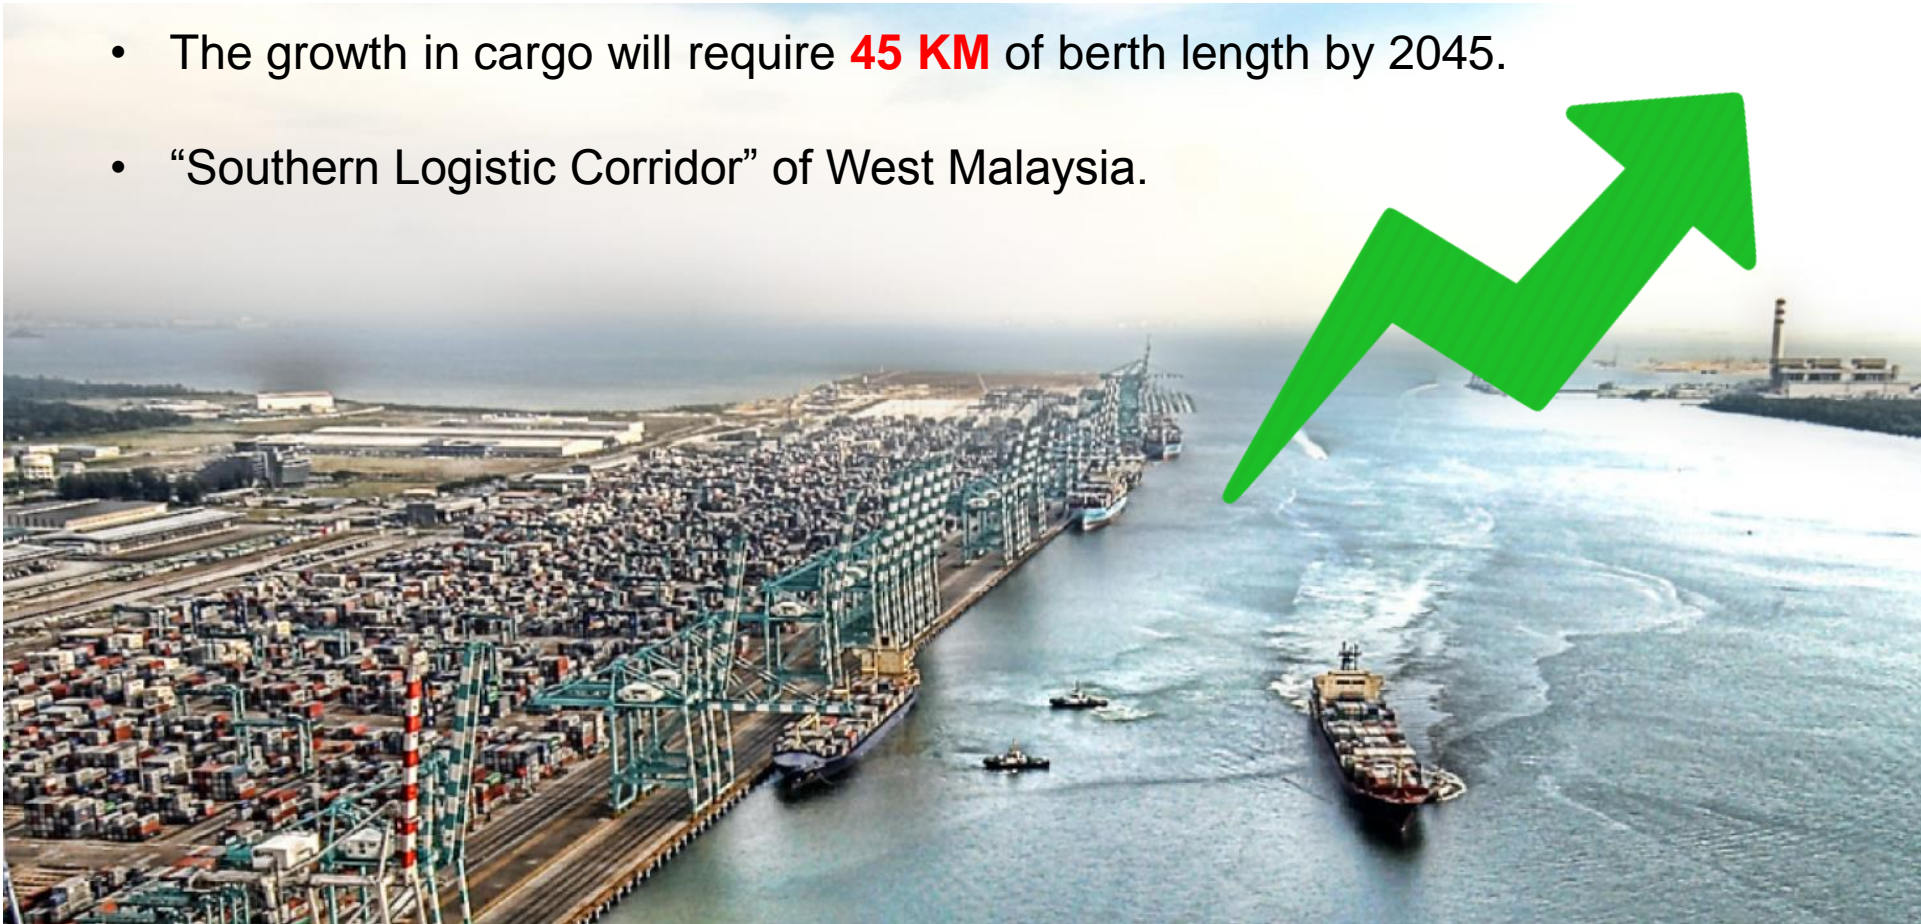 • The growth in cargo will require 45 KM of berth length by 2045.
• “Southern Logistic Corridor” of West Malaysia.